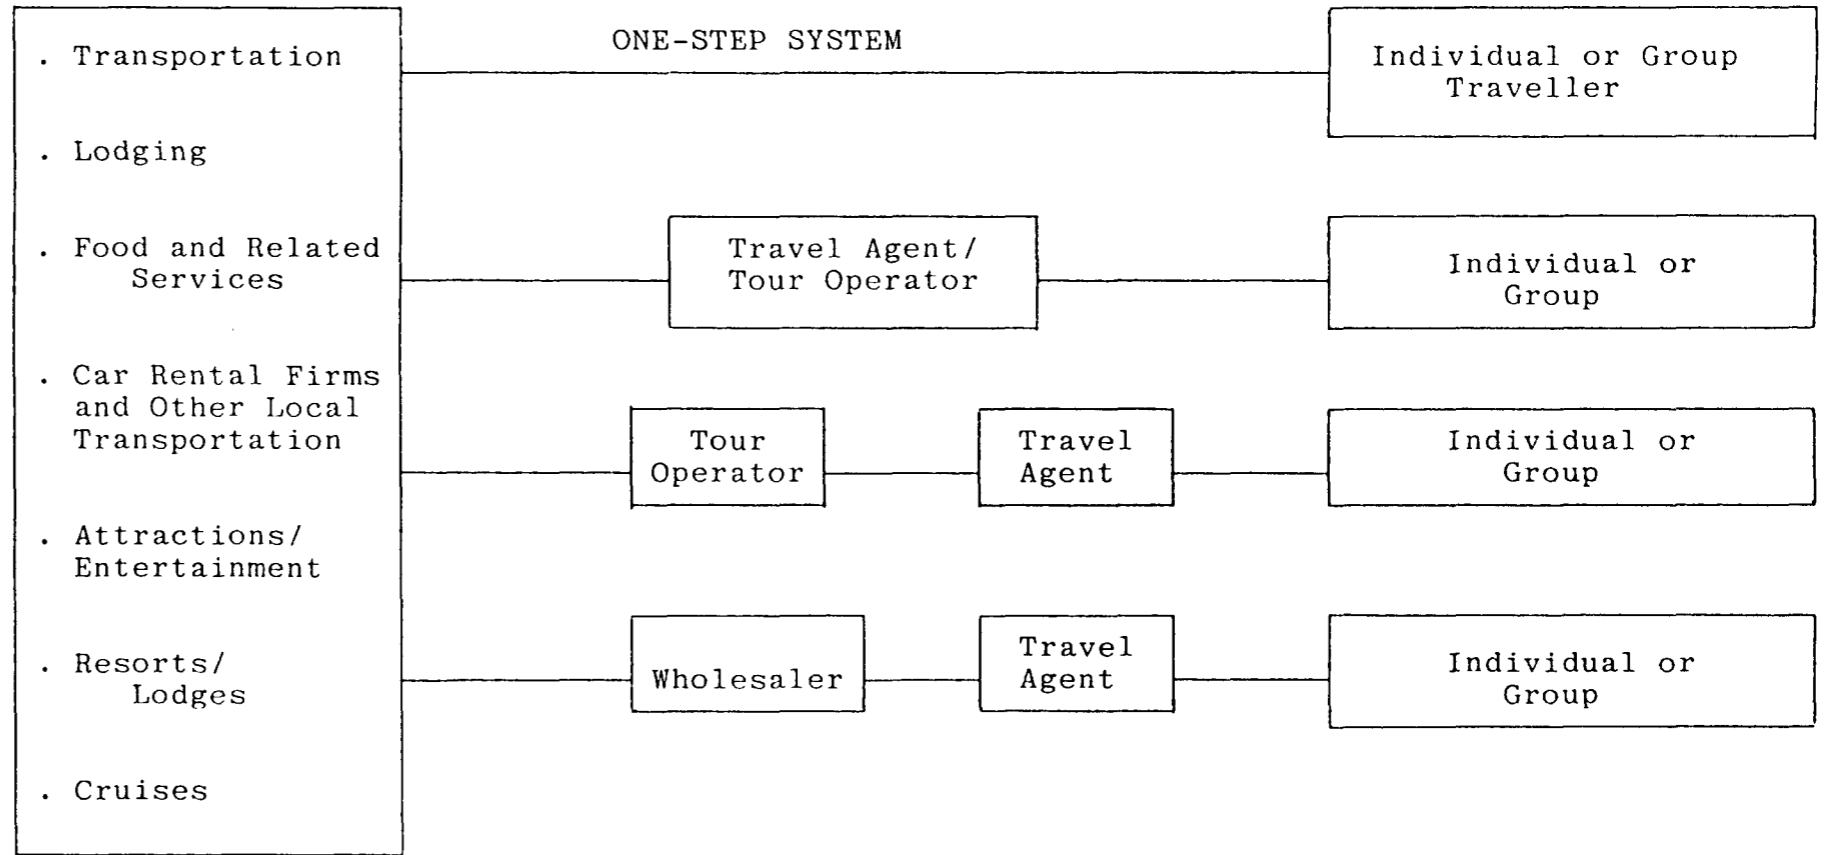 . Transportation
. Lodging
. Food and Related
Services
. Car Rental Firms
and Other Local
Transportation
. Attractions/
Entertainment
. Resorts/
Lodges
. Cruises
ONE-STEP SYSTEM
Individual or Group
Traveller
Travel Agent/
Tour Operator
Individual or
Group
Tour
Operator
Travel
Agent
Individual or
Group
Wholesaler
Travel
Agent
Individual or
Group